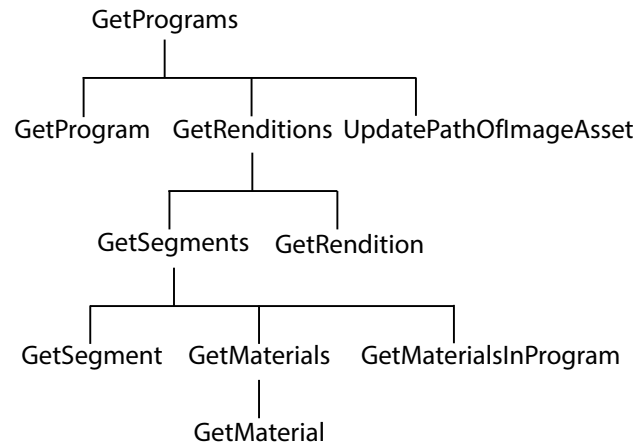 GetPrograms
GetProgram GetRenditions UpdatePathOfImageAsset
GetSegments GetRendition
GetSegment GetMaterials GetMaterialsInProgram
GetMaterial